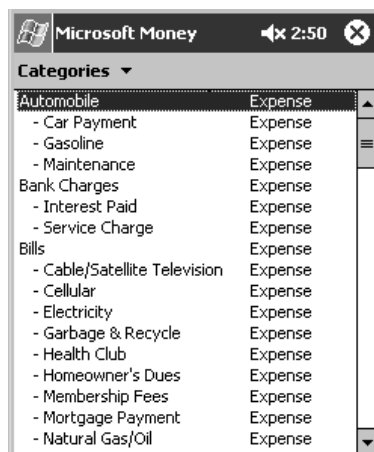 Microsoft Money 2:50
Categories
Automobile Expense
- Car Payment Expense
- Gasoline Expense
- Maintenance Expense
Bank Charges Expense
- Interest Paid Expense
- Service Charge Expense
Bills Expense
- Cable/Satellite Television Expense
- Cellular Expense
- Electricity Expense
- Garbage & Recycle Expense
- Health Club Expense
- Homeowner's Dues Expense
- Membership Fees Expense
- Mortgage Payment Expense
- Natural Gas/Oil Expense